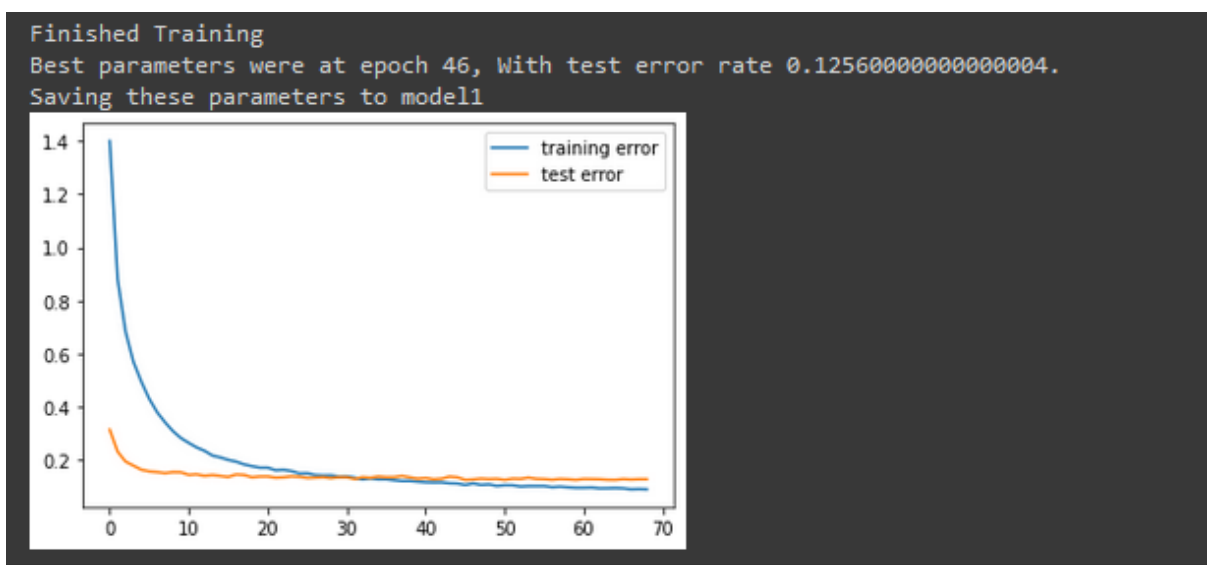 Finished Training
Best parameters were at epoch 46, With test error rate 0.12560000000000004.
Saving these parameters to model1
1.4
1.2
1.0
0.8
0.6
0.4
0.2
training error
test error
0 10 20 30 40 50 60 70